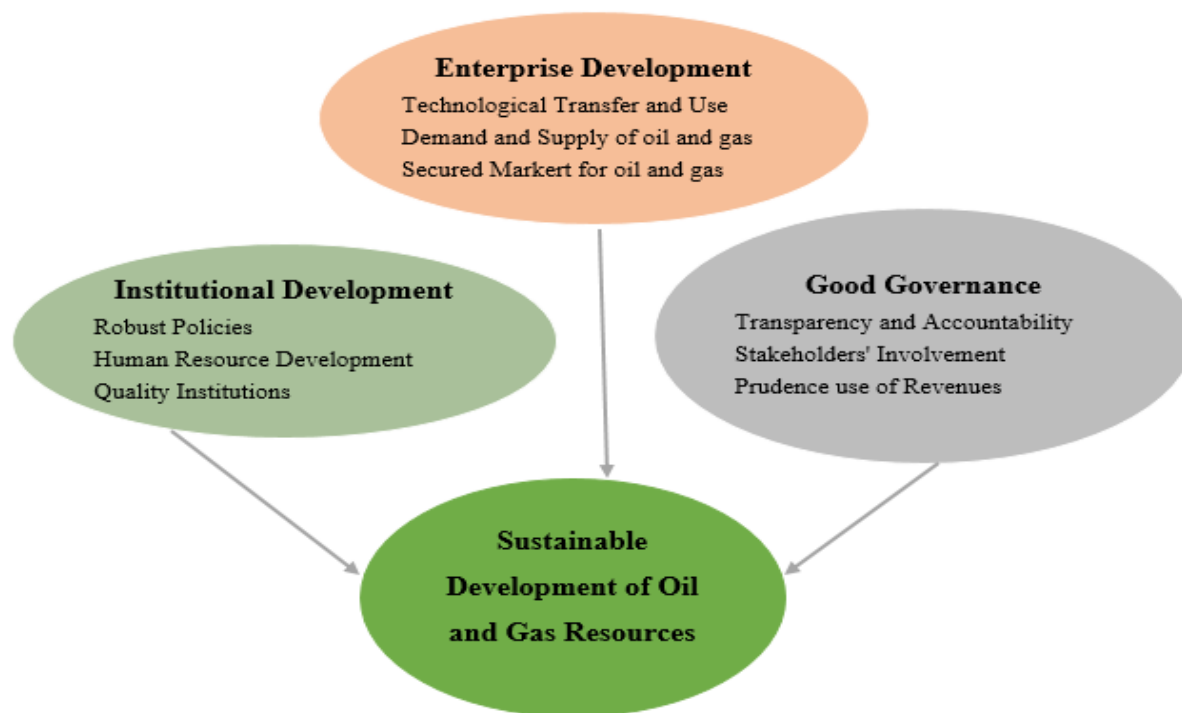 Enterprise Development
Technological Transfer and Use
Demand and Supply of oil and gas
Secured Markert for oil and gas
Institutional Development
Robust Policies
Human Resource Development
Quality Institutions
Good Governance
Transparency and Accountability
Stakeholders' Involvement
Prudence use of Revenues
Sustainable
Development of Oil
and Gas Resources